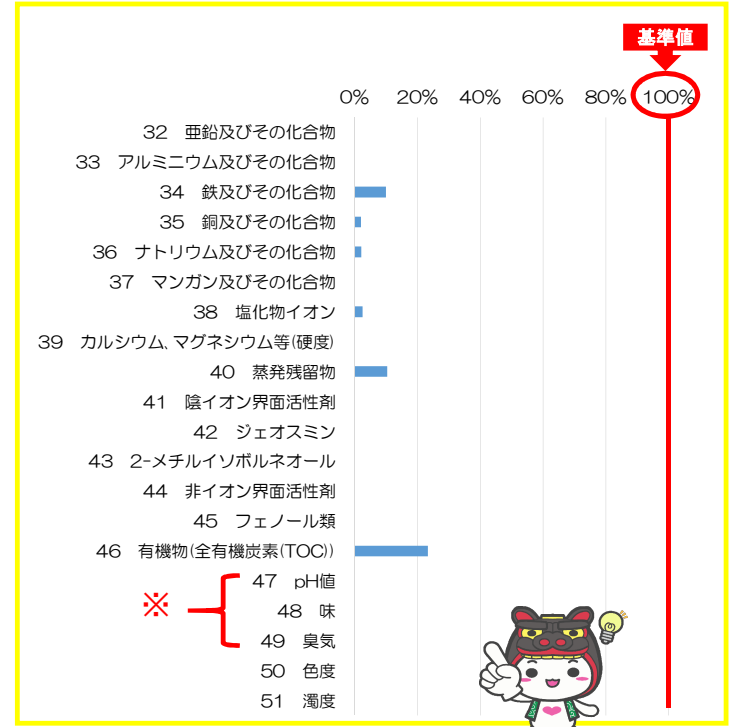 基準値
0% 20% 40% 60% 80% 100%
32 亜鉛及びその化合物
33 アルミニウム及びその化合物
34 鉄及びその化合物
35 銅及びその化合物
36 ナトリウム及びその化合物
37 マンガン及びその化合物
38 塩化物イオン
39 カルシウム、マグネシウム等(硬度)
40 蒸発残留物
41 陰イオン界面活性剤
42 ジェオスミン
43 2-メチルイソボルネオール
44 非イオン界面活性剤
45 フェノール類
46 有機物(全有機炭素(TOC))
47 pH値
※ 48 味
49 臭気
50 色度
51 濁度